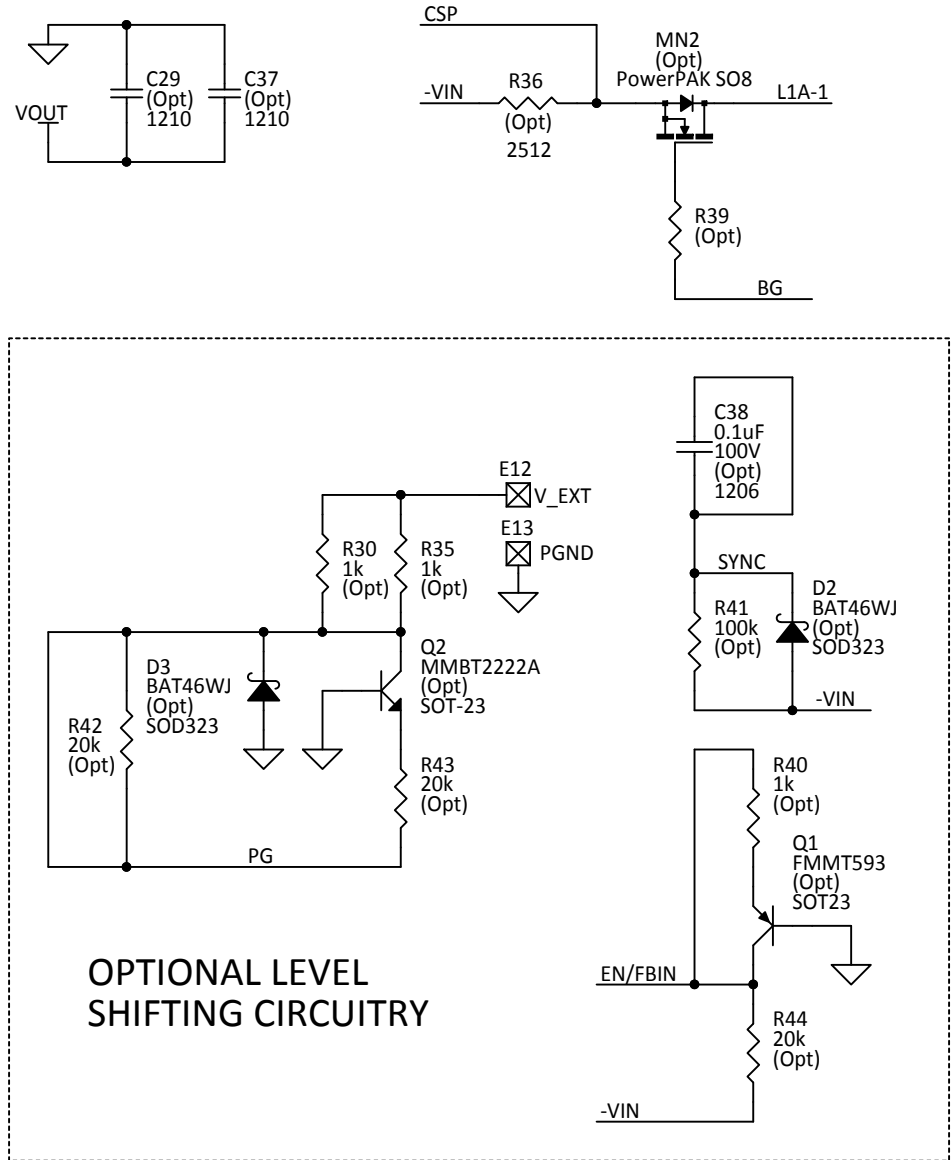 CSP
C29
(Opt)
1210
C37
(Opt)
1210
VOUT
MN2
(Opt)
PowerPAK SO8
R36
-VIN
L1A-1
(Opt)
2512
R39
(Opt)
BG
C38
0.1uF
100V
(Opt)
1206
E12
V_EXT
E13
PGND
R30
1k
(Opt)
R35
1k
(Opt)
SYNC
R41
100k
(Opt)
D2
BAT46WJ
(Opt)
SOD323
-VIN
D3
BAT46WJ
(Opt)
SOD323
Q2
MMBT2222A
(Opt)
SOT-23
R42
20k
(Opt)
R43
20k
(Opt)
PG
R40
1k
(Opt)
Q1
FMMT593
(Opt)
SOT23
EN/FBIN
R44
20k
(Opt)
-VIN
OPTIONAL LEVEL
SHIFTING CIRCUITRY